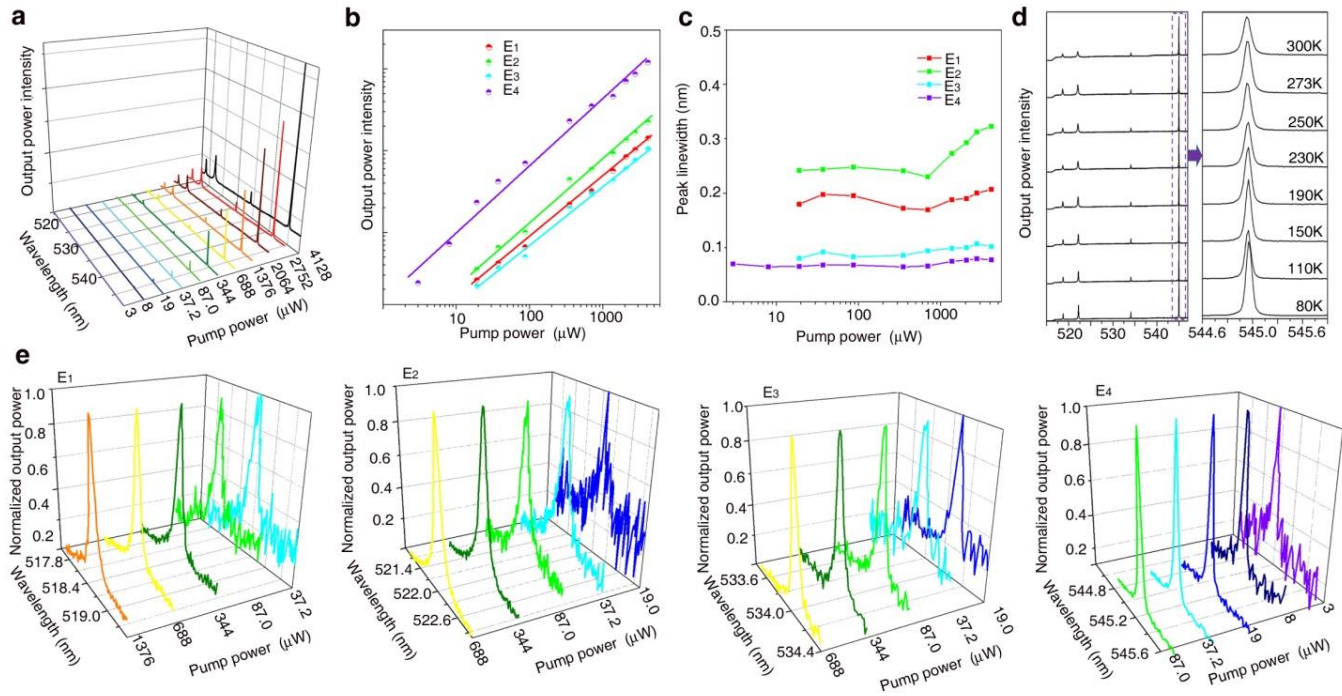 a
Output power intensity
520
530
540
Wavelength (nm)
3
8
19
37.2
87.0
344
688
1376
2064
2752
4128
Pump power (μW)
b
Output power intensity
E1
E2
E3
E4
10
100
1000
Pump power (μW)
c
Peak linewidth (nm)
0.5
0.4
0.3
0.2
0.1
0.0
E1
E2
E3
E4
10
100
1000
Pump power (μW)
d
Output power intensity
300K
273K
250K
230K
190K
150K
110K
80K
520 530 540
544.6 545.0 545.6
e
E1
Normalized output power
1.0
0.8
0.6
0.4
0.2
517.8
518.4
519.0
Wavelength (nm)
1376
688
344
87.0
37.2
Pump power (μW)
E2
Normalized output power
1.0
0.8
0.6
0.4
0.2
521.4
522.0
522.6
Wavelength (nm)
688
344
87.0
37.2
19.0
Pump power (μW)
E3
Normalized output power
1.0
0.8
0.6
0.4
0.2
533.6
534.0
534.4
Wavelength (nm)
688
344
87.0
37.2
19.0
Pump power (μW)
E4
Normalized output power
1.0
0.8
0.6
0.4
0.2
544.8
545.2
545.6
Wavelength (nm)
87.0
37.2
19
8
3
Pump power (μW)